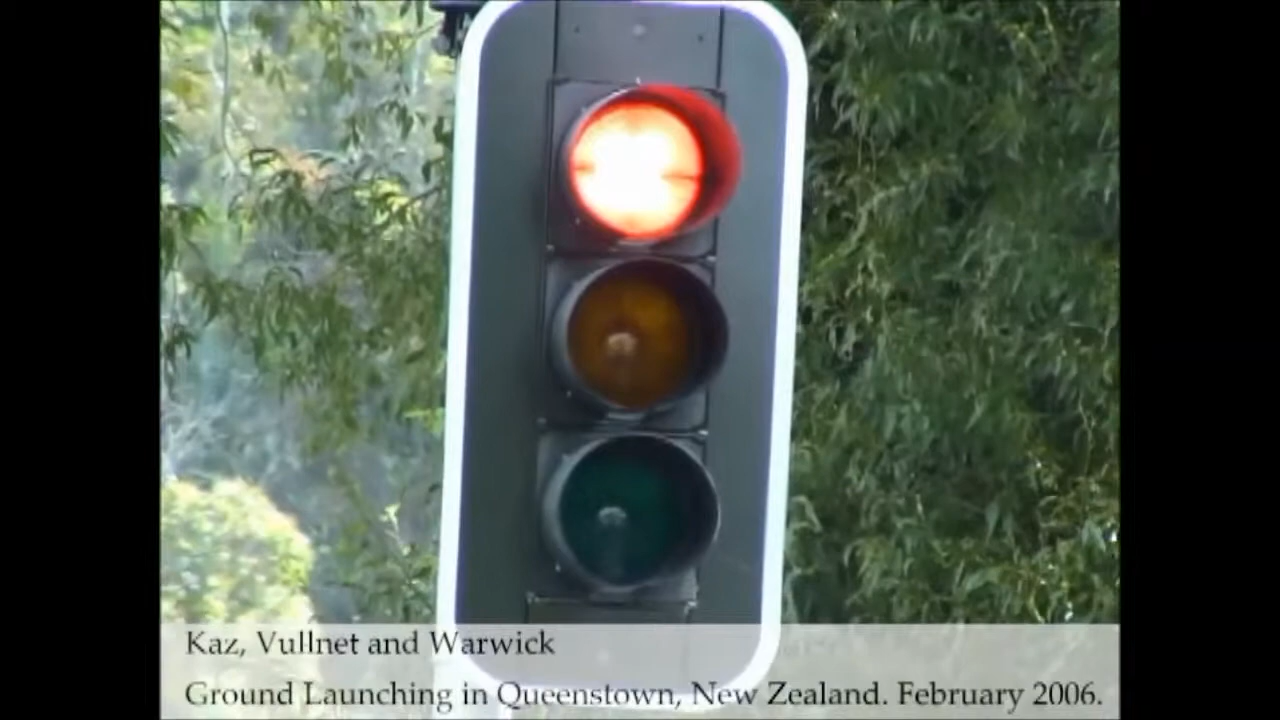 Kaz, Vullnet and Warwick
Ground Launching in Queenstown, New Zealand. February 2006.